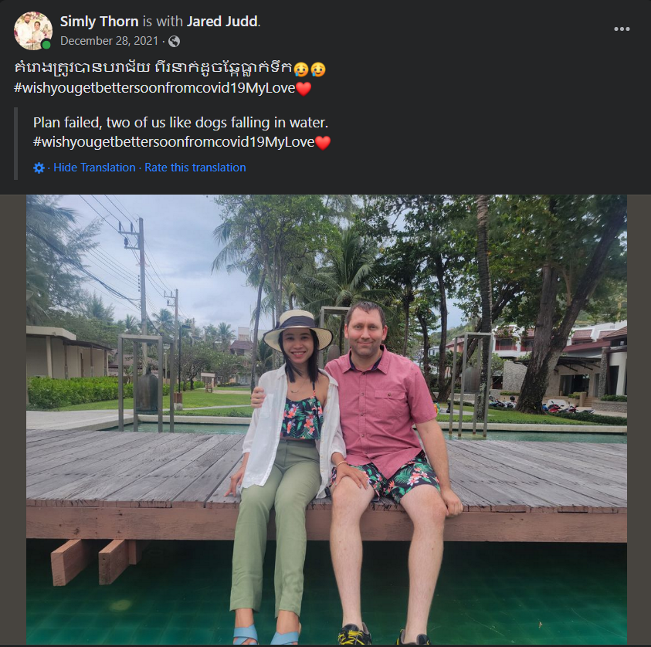 Simly Thorn is with Jared Judd.
December 28, 2021 ·
គំរោងត្រូវបានបរាជ័យ ពីរនាក់ដូចឆ្កែធ្លាក់ទឹក😥😥
#wishyougetbettersoonfromcovid19MyLove❤️
Plan failed, two of us like dogs falling in water.
#wishyougetbettersoonfromcovid19MyLove❤️
· Hide Translation · Rate this translation